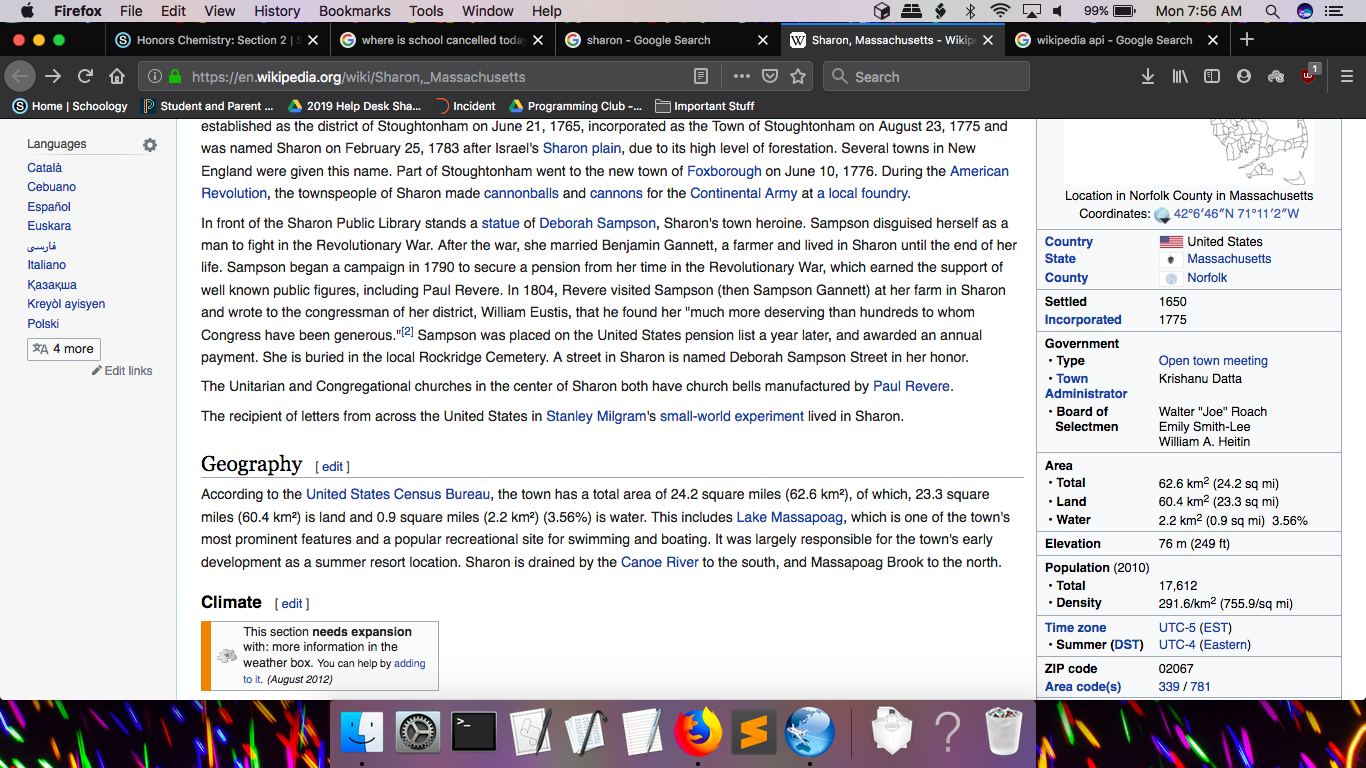 Firefox File Edit View History Bookmarks Tools Window Help 99% Mon 7:56 AM
Honors Chemistry: Section 2 | S where is school cancelled today sharon - Google Search Sharon, Massachusetts - Wikip wikipedia api - Google Search
https://en.wikipedia.org/wiki/Sharon,_Massachusetts Search 1
Home | Schoology Student and Parent ... 2019 Help Desk Sha... Incident Programming Club -... Important Stuff
Languages
Català
Cebuano
Español
Euskara
فارسی
Italiano
Қазақша
Kreyòl ayisyen
Polski
4 more
Edit links
established as the district of Stoughtonham on June 21, 1765, incorporated as the Town of Stoughtonham on August 23, 1775 and
was named Sharon on February 25, 1783 after Israel's Sharon plain, due to its high level of forestation. Several towns in New
England were given this name. Part of Stoughtonham went to the new town of Foxborough on June 10, 1776. During the American
Revolution, the townspeople of Sharon made cannonballs and cannons for the Continental Army at a local foundry.
In front of the Sharon Public Library stands a statue of Deborah Sampson, Sharon's town heroine. Sampson disguised herself as a
man to fight in the Revolutionary War. After the war, she married Benjamin Gannett, a farmer and lived in Sharon until the end of her
life. Sampson began a campaign in 1790 to secure a pension from her time in the Revolutionary War, which earned the support of
well known public figures, including Paul Revere. In 1804, Revere visited Sampson (then Sampson Gannett) at her farm in Sharon
and wrote to the congressman of her district, William Eustis, that he found her "much more deserving than hundreds to whom
Congress have been generous."[2] Sampson was placed on the United States pension list a year later, and awarded an annual
payment. She is buried in the local Rockridge Cemetery. A street in Sharon is named Deborah Sampson Street in her honor.
The Unitarian and Congregational churches in the center of Sharon both have church bells manufactured by Paul Revere.
The recipient of letters from across the United States in Stanley Milgram's small-world experiment lived in Sharon.
Geography [ edit ]
According to the United States Census Bureau, the town has a total area of 24.2 square miles (62.6 km²), of which, 23.3 square
miles (60.4 km²) is land and 0.9 square miles (2.2 km²) (3.56%) is water. This includes Lake Massapoag, which is one of the town's
most prominent features and a popular recreational site for swimming and boating. It was largely responsible for the town's early
development as a summer resort location. Sharon is drained by the Canoe River to the south, and Massapoag Brook to the north.
Climate [ edit ]
This section needs expansion
with: more information in the
weather box. You can help by adding
to it. (August 2012)
Location in Norfolk County in Massachusetts
Coordinates: 42°6′46″N 71°11′2″W
Country United States
State Massachusetts
County Norfolk
Settled 1650
Incorporated 1775
Government
• Type Open town meeting
• Town Krishanu Datta
Administrator
• Board of Walter "Joe" Roach
Selectmen Emily Smith-Lee
William A. Heitin
Area
• Total 62.6 km² (24.2 sq mi)
• Land 60.4 km² (23.3 sq mi)
• Water 2.2 km² (0.9 sq mi) 3.56%
Elevation 76 m (249 ft)
Population (2010)
• Total 17,612
• Density 291.6/km² (755.9/sq mi)
Time zone UTC-5 (EST)
• Summer (DST) UTC-4 (Eastern)
ZIP code 02067
Area code(s) 339 / 781